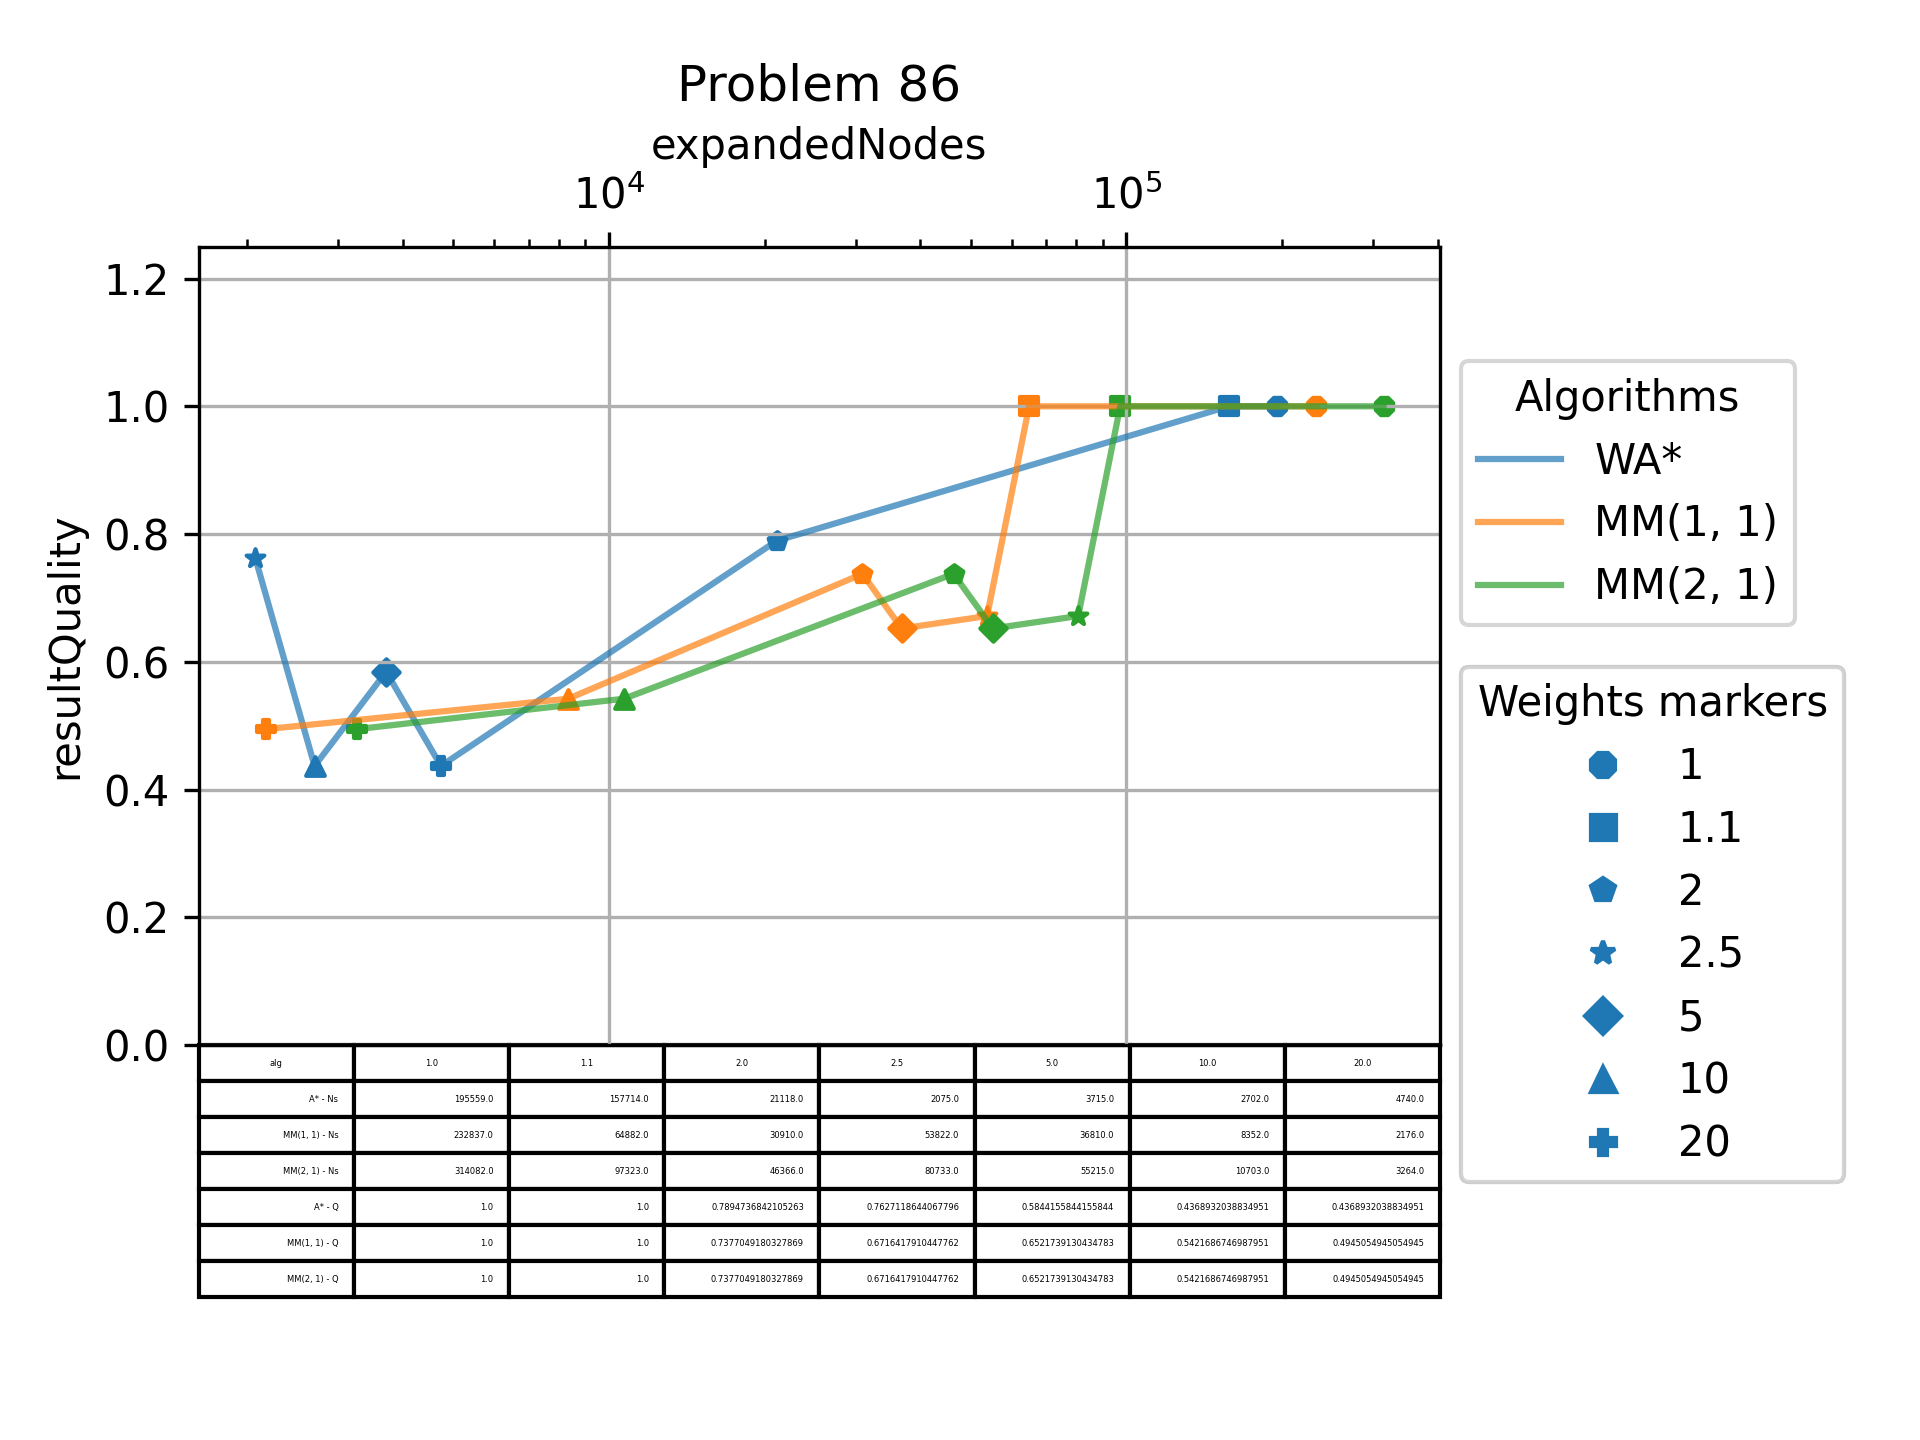 Problem 86
expandedNodes
10^4 10^5
1.2
1.0
0.8
0.6
0.4
0.2
0.0
resultQuality
Algorithms
WA*
MM(1, 1)
MM(2, 1)
Weights markers
1
1.1
2
2.5
5
10
20
alg 1.0 1.1 2.0 2.5 5.0 10.0 20.0
A* - Ns 195559.0 157714.0 21118.0 2075.0 3715.0 2702.0 4740.0
MM(1, 1) - Ns 232837.0 64882.0 30910.0 53822.0 36810.0 8352.0 2176.0
MM(2, 1) - Ns 314082.0 97323.0 46366.0 80733.0 55215.0 10703.0 3264.0
A* - Q 1.0 1.0 0.7894736842105263 0.7627118644067796 0.5844155844155844 0.4368932038834951 0.4368932038834951
MM(1, 1) - Q 1.0 1.0 0.7377049180327869 0.6716417910447762 0.6521739130434783 0.5421686746987951 0.4945054945054945
MM(2, 1) - Q 1.0 1.0 0.7377049180327869 0.6716417910447762 0.6521739130434783 0.5421686746987951 0.4945054945054945